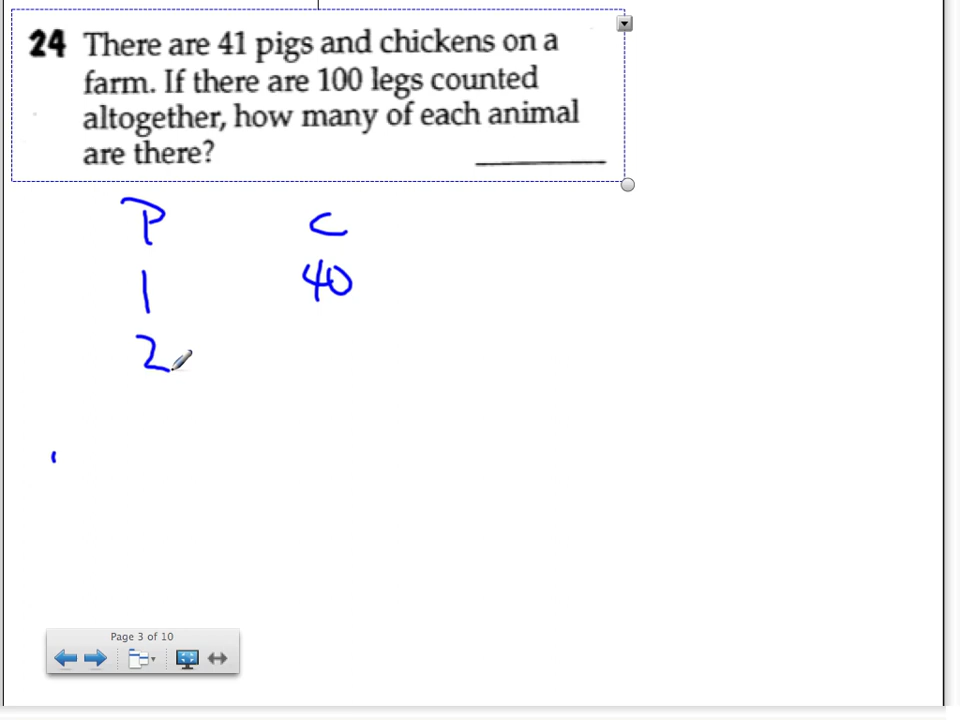 24 There are 41 pigs and chickens on a
farm. If there are 100 legs counted
altogether, how many of each animal
are there?
P C
1 40
2
Page 3 of 10